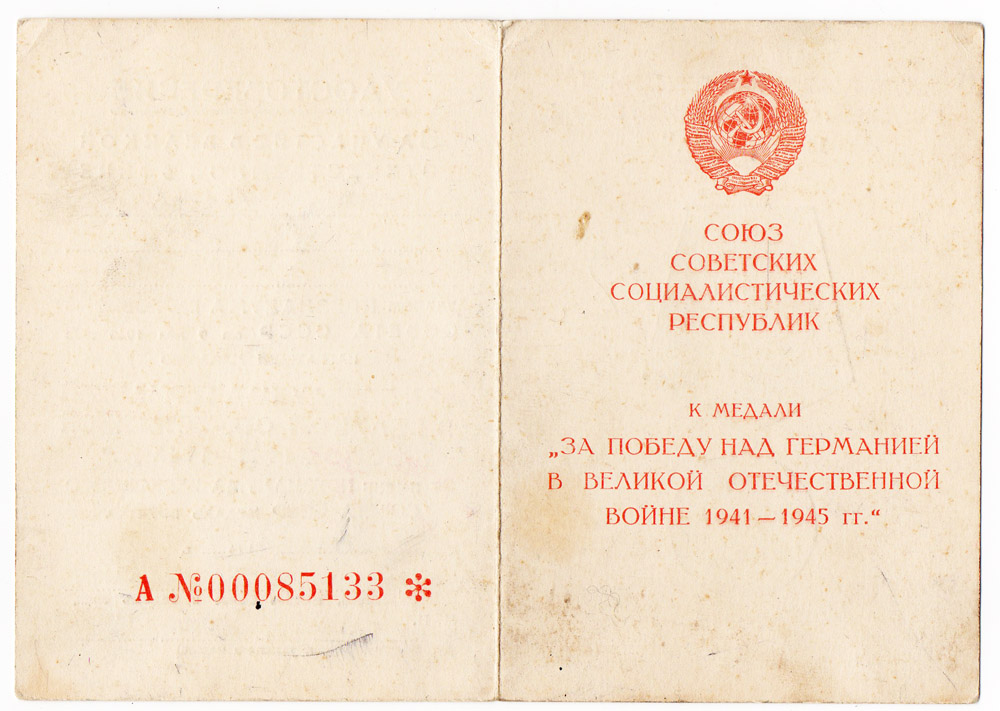 А №00085133 *
СОЮЗ
СОВЕТСКИХ
СОЦИАЛИСТИЧЕСКИХ
РЕСПУБЛИК
К МЕДАЛИ
„ЗА ПОБЕДУ НАД ГЕРМАНИЕЙ
В ВЕЛИКОЙ ОТЕЧЕСТВЕННОЙ
ВОЙНЕ 1941—1945 гг.“